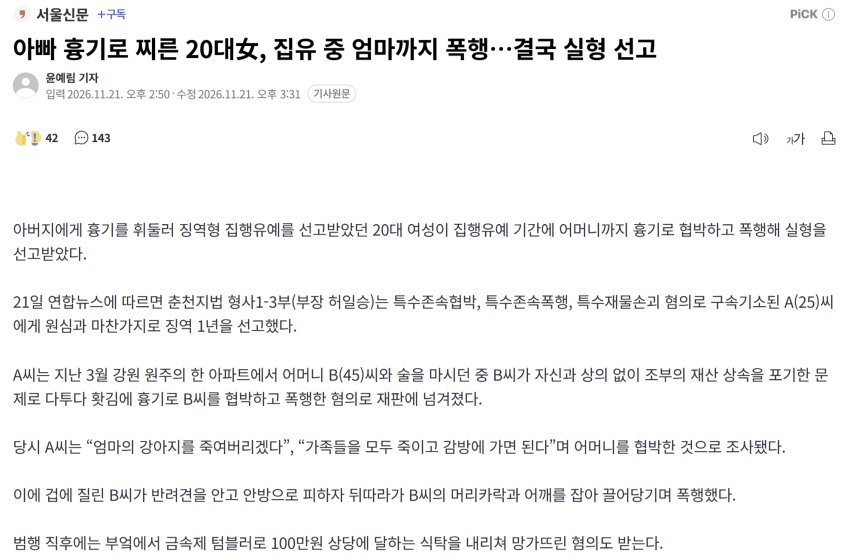 서울신문 +구독
PiCK
아빠 흉기로 찌른 20대女, 집유 중 엄마까지 폭행…결국 실형 선고
윤예림 기자
입력 2026.11.21. 오후 2:50 · 수정 2026.11.21. 오후 3:31 기사원문
42 143
가가
아버지에게 흉기를 휘둘러 징역형 집행유예를 선고받았던 20대 여성이 집행유예 기간에 어머니까지 흉기로 협박하고 폭행해 실형을
선고받았다.
21일 연합뉴스에 따르면 춘천지법 형사1-3부(부장 허일승)는 특수존속협박, 특수존속폭행, 특수재물손괴 혐의로 구속기소된 A(25)씨
에게 원심과 마찬가지로 징역 1년을 선고했다.
A씨는 지난 3월 강원 원주의 한 아파트에서 어머니 B(45)씨와 술을 마시던 중 B씨가 자신과 상의 없이 조부의 재산 상속을 포기한 문
제로 다투다 홧김에 흉기로 B씨를 협박하고 폭행한 혐의로 재판에 넘겨졌다.
당시 A씨는 “엄마의 강아지를 죽여버리겠다”, “가족들을 모두 죽이고 감방에 가면 된다”며 어머니를 협박한 것으로 조사됐다.
이에 겁에 질린 B씨가 반려견을 안고 안방으로 피하자 뒤따라가 B씨의 머리카락과 어깨를 잡아 끌어당기며 폭행했다.
범행 직후에는 부엌에서 금속제 텀블러로 100만원 상당에 달하는 식탁을 내리쳐 망가뜨린 혐의도 받는다.